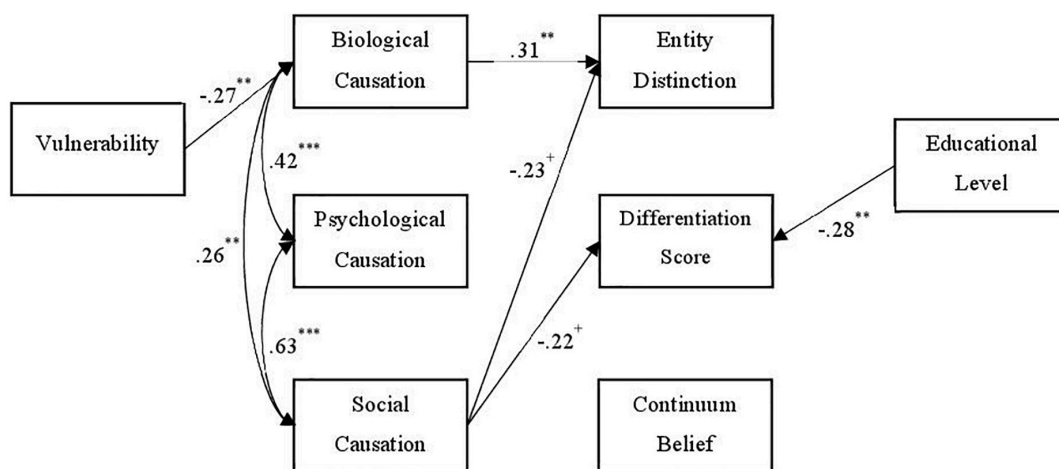 Biological
Causation
.31**
Entity
Distinction
-.27**
Vulnerability
Educational
Level
.42***
-.23+
Psychological
Causation
Differentiation
Score
-.28**
.26**
.63***
-.22+
Social
Causation
Continuum
Belief